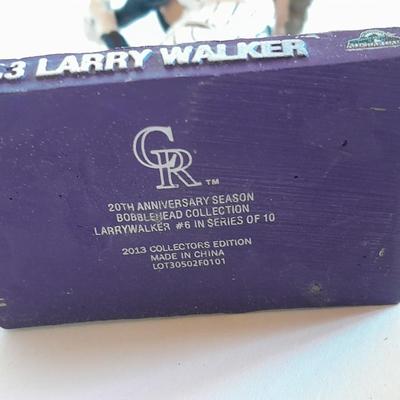 .3 LARRY WALKER
CR TM
20TH ANNIVERSARY SEASON
BOBBLEHEAD COLLECTION
LARRYWALKER #6 IN SERIES OF 10
2013 COLLECTORS EDITION
MADE IN CHINA
LOT30502F0101